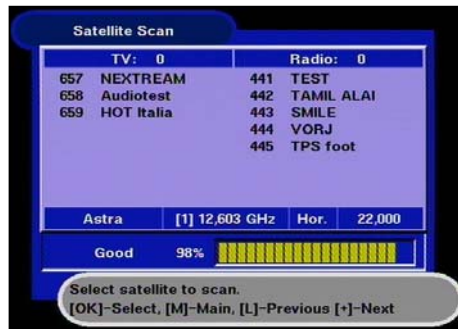 Satellite Scan
TV: 0 Radio: 0
657 NEXTREAM 441 TEST
658 Audiotest 442 TAMIL ALAI
659 HOT Italia 443 SMILE
444 VORJ
445 TPS foot
Astra [1] 12,603 GHz Hor. 22,000
Good 98%
Select satellite to scan.
[OK]-Select, [M]-Main, [L]-Previous [+]-Next